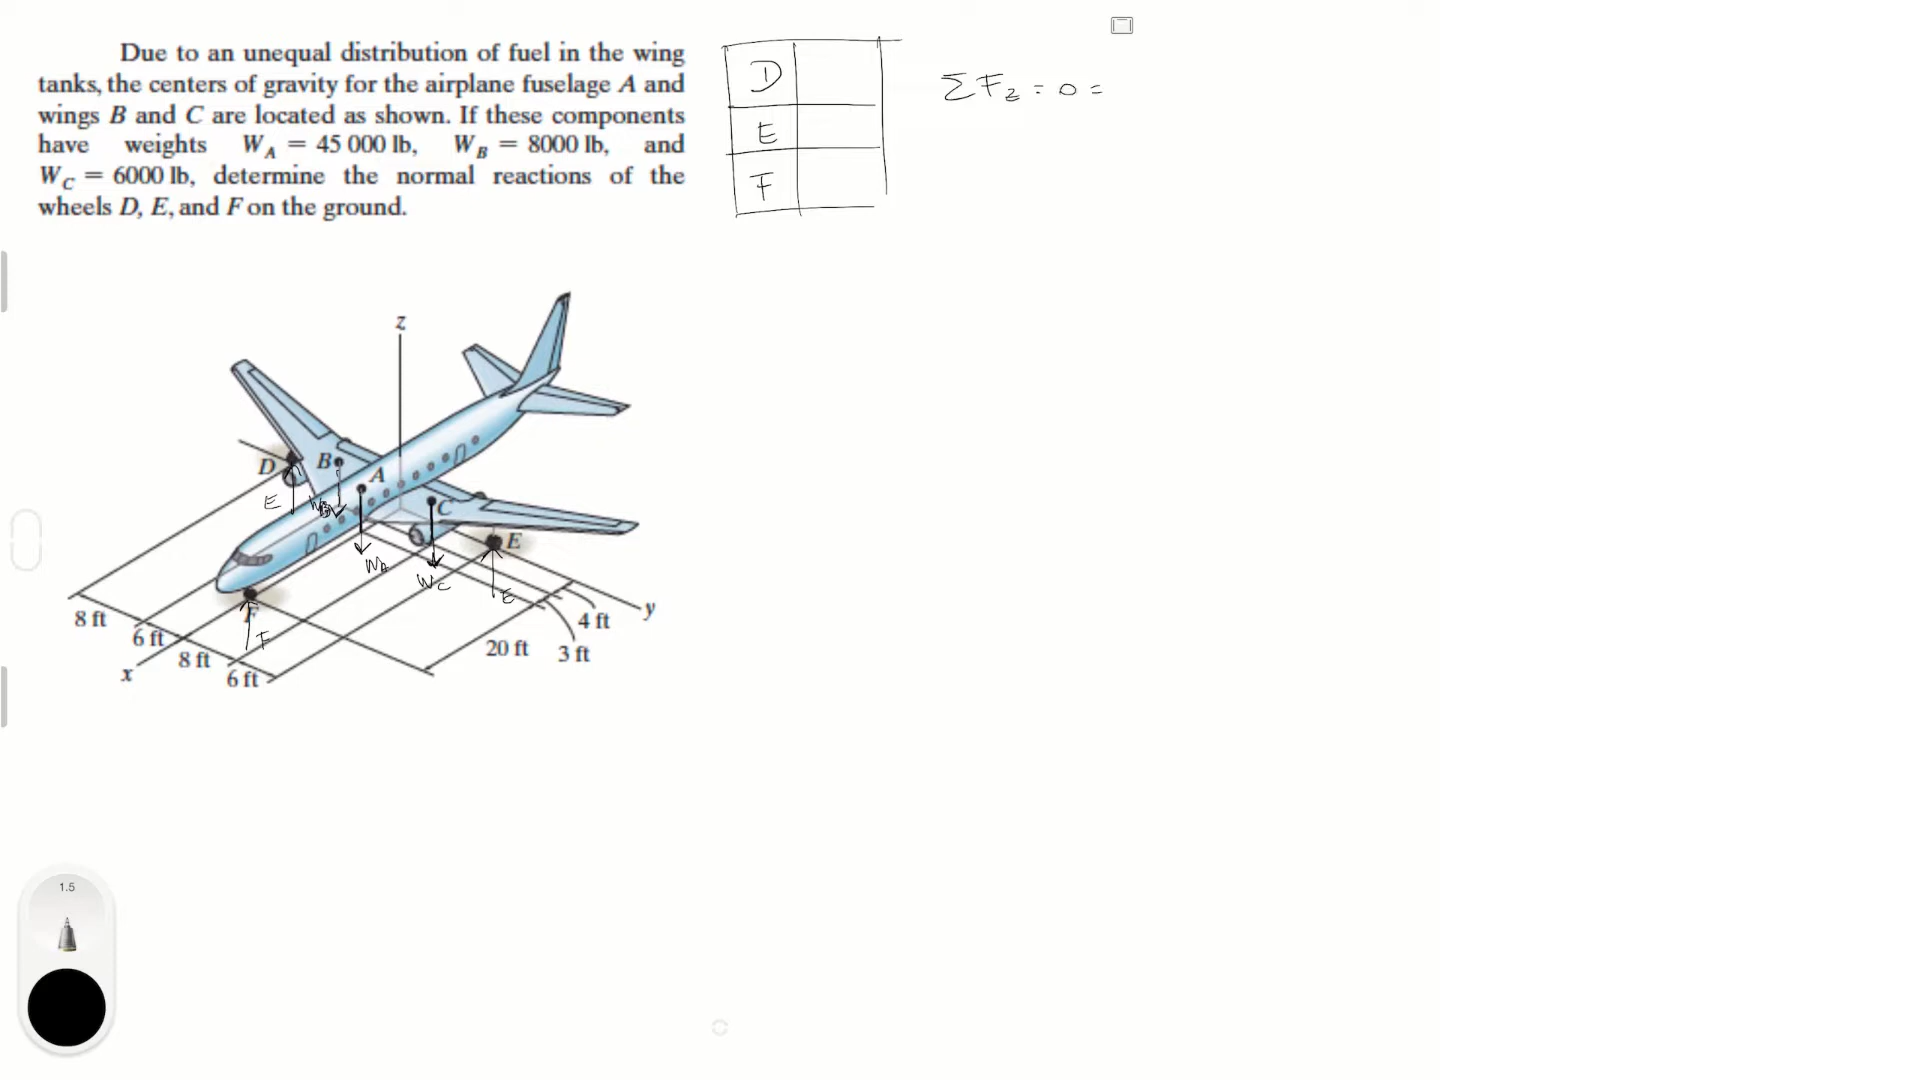 Due to an unequal distribution of fuel in the wing
tanks, the centers of gravity for the airplane fuselage A and
wings B and C are located as shown. If these components
have weights W_A = 45 000 lb, W_B = 8000 lb, and
W_C = 6000 lb, determine the normal reactions of the
wheels D, E, and F on the ground.
D
E
F
ΣF_z = 0 =
z
D
B
A
E
W_B
C
E
W_A
W_C
E
F
F
y
8 ft
6 ft
8 ft
6 ft
x
20 ft
3 ft
4 ft
1.5